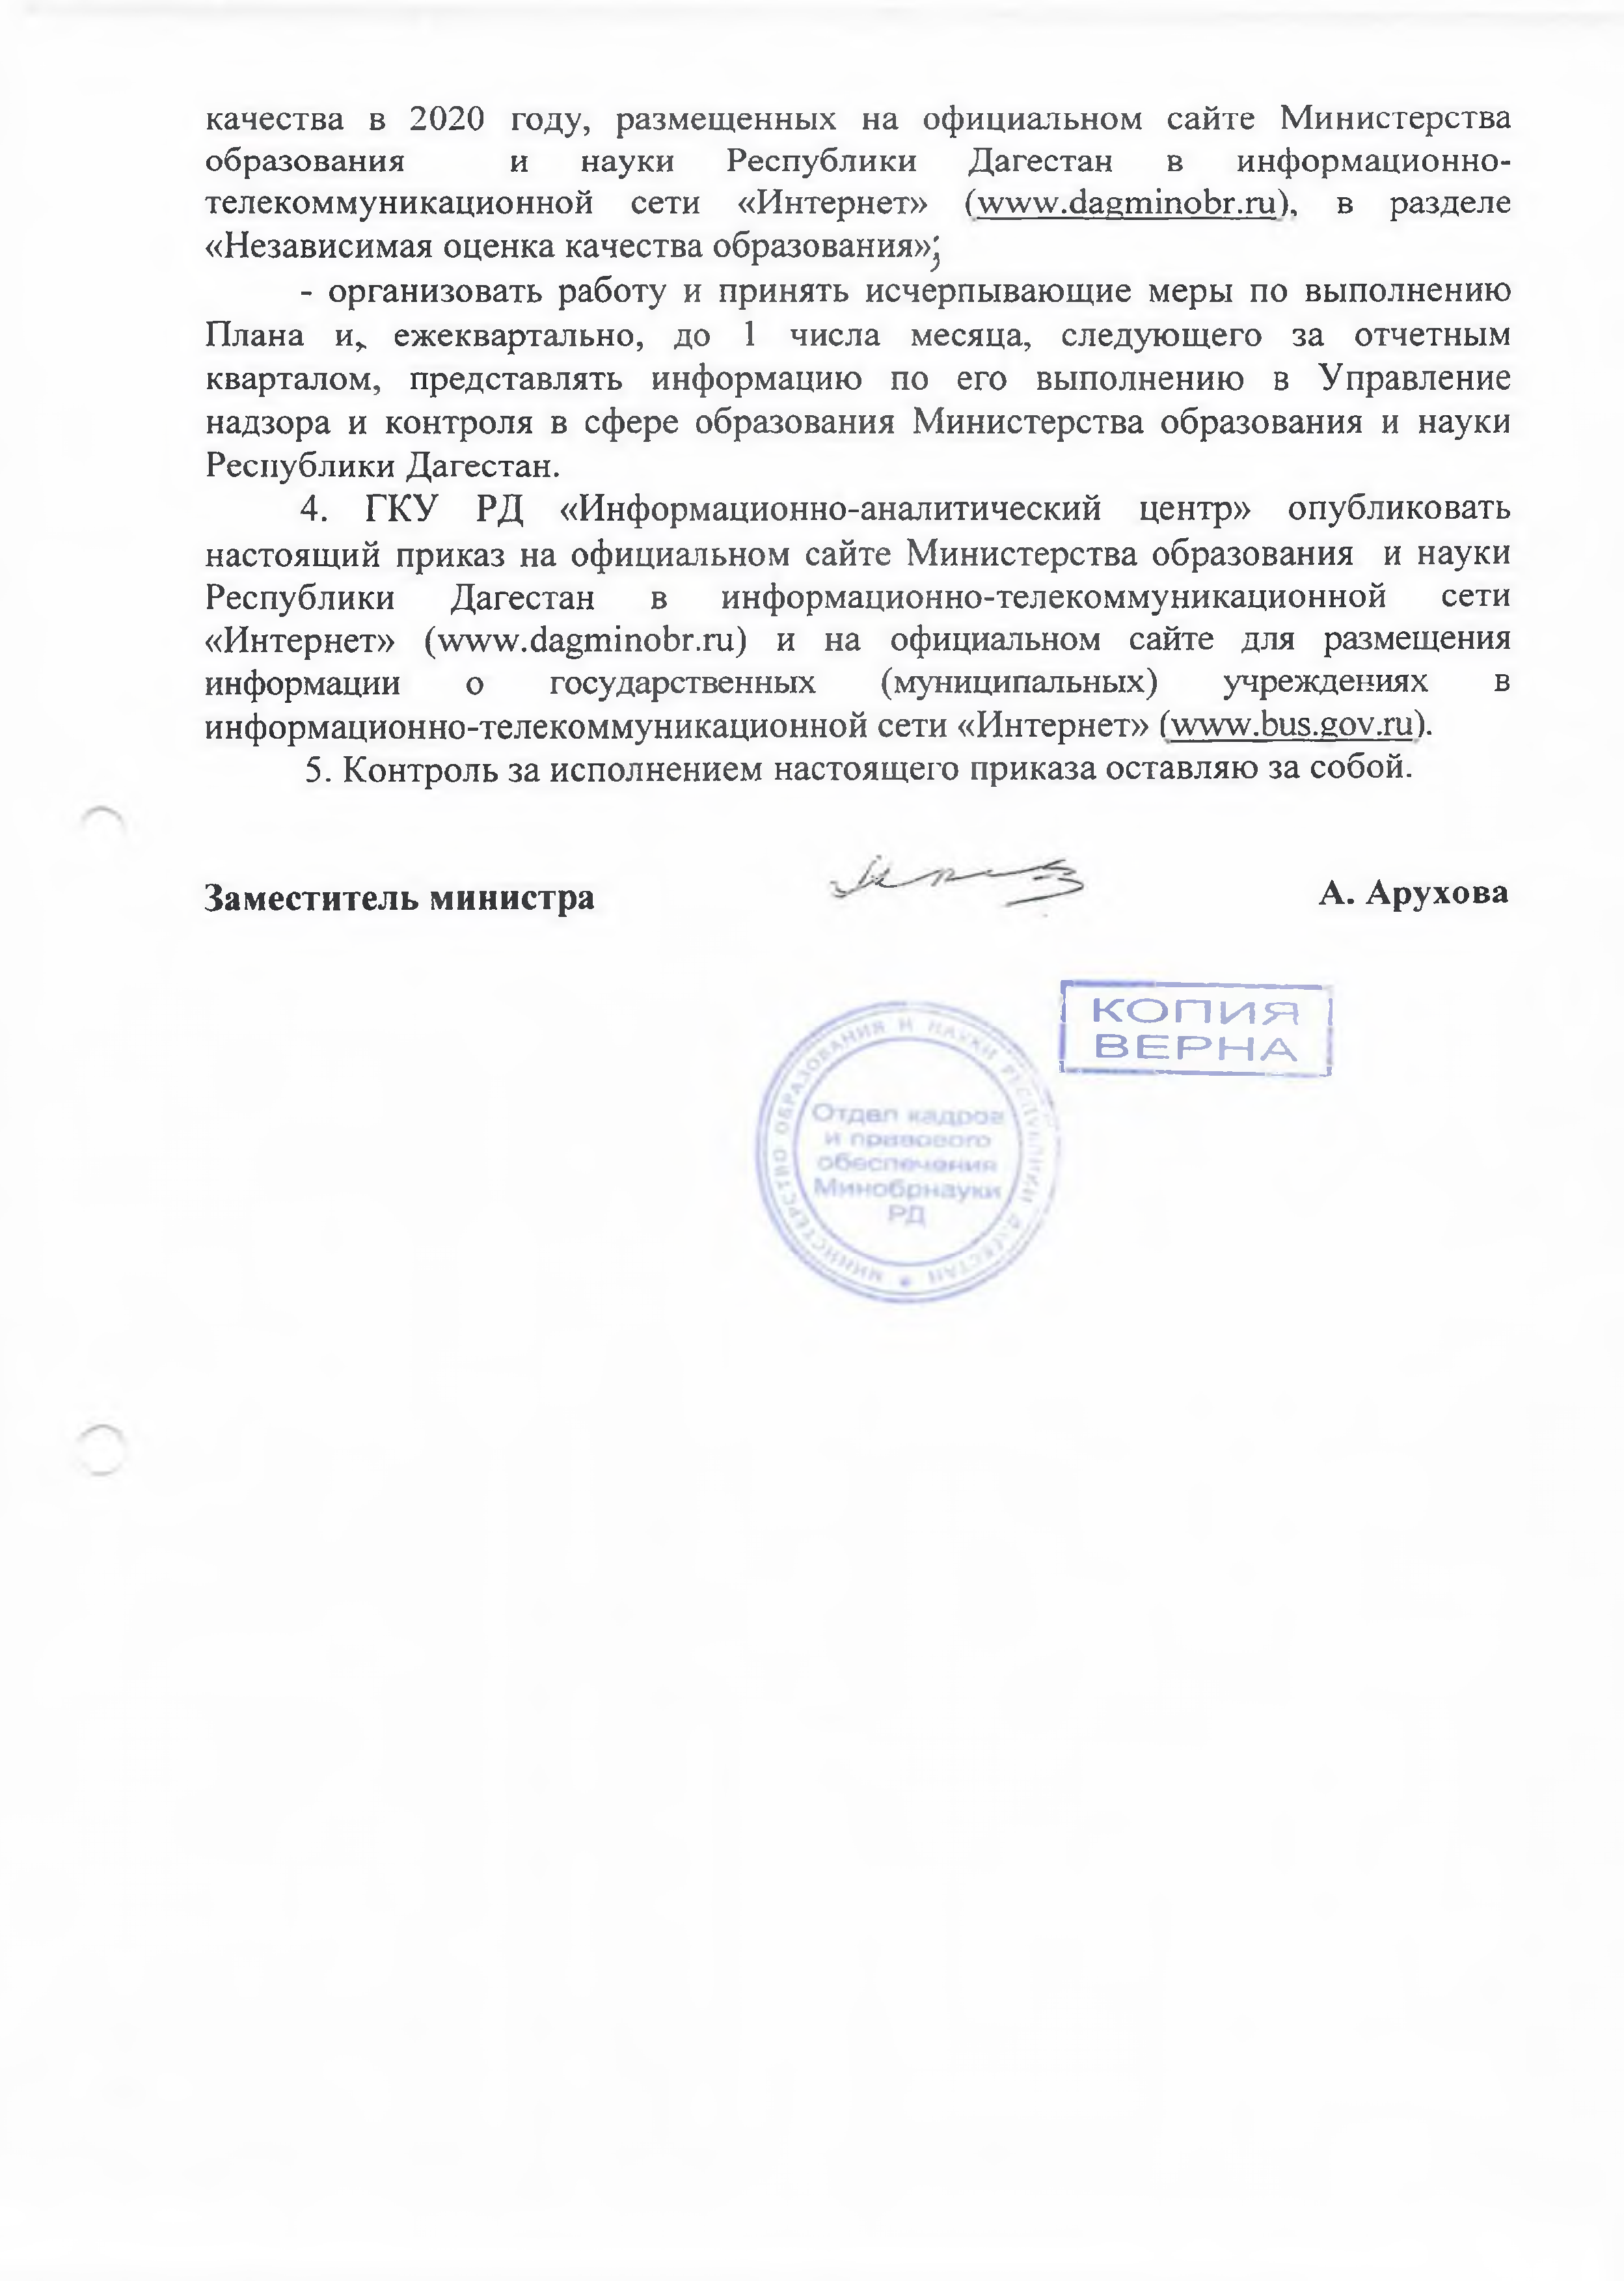 качества в 2020 году, размещенных на официальном сайте Министерства
образования и науки Республики Дагестан в информационно-
телекоммуникационной сети «Интернет» (www.dagminobr.ru), в разделе
«Независимая оценка качества образования»;
- организовать работу и принять исчерпывающие меры по выполнению
Плана и, ежеквартально, до 1 числа месяца, следующего за отчетным
кварталом, представлять информацию по его выполнению в Управление
надзора и контроля в сфере образования Министерства образования и науки
Республики Дагестан.
4. ГКУ РД «Информационно-аналитический центр» опубликовать
настоящий приказ на официальном сайте Министерства образования и науки
Республики Дагестан в информационно-телекоммуникационной сети
«Интернет» (www.dagminobr.ru) и на официальном сайте для размещения
информации о государственных (муниципальных) учреждениях в
информационно-телекоммуникационной сети «Интернет» (www.bus.gov.ru).
5. Контроль за исполнением настоящего приказа оставляю за собой.
Заместитель министра А. Арухова
КОПИЯ
ВЕРНА
МИНИСТЕРСТВО ОБРАЗОВАНИЯ И НАУКИ РЕСПУБЛИКИ ДАГЕСТАН
Отдел кадров
и правового
обеспечения
Минобрнауки
РД